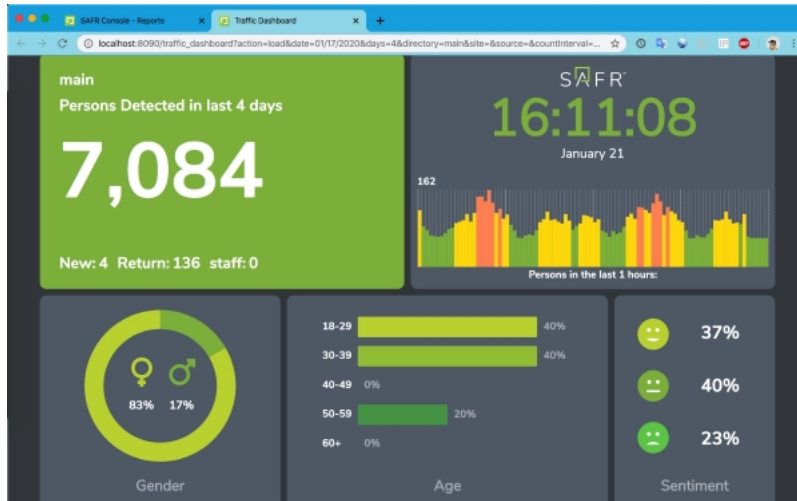 SAFR Console - Reports
Traffic Dashboard
localhost:8090/traffic_dashboard?action=load&date=01/17/2020&days=4&directory=main&site=&source=&countInterval=...
main
Persons Detected in last 4 days
7,084
New: 4 Return: 136 staff: 0
SAFR
16:11:08
January 21
162
Persons in the last 1 hours:
83% 17%
Gender
18-29 40%
30-39 40%
40-49 0%
50-59 20%
60+ 0%
Age
37%
40%
23%
Sentiment